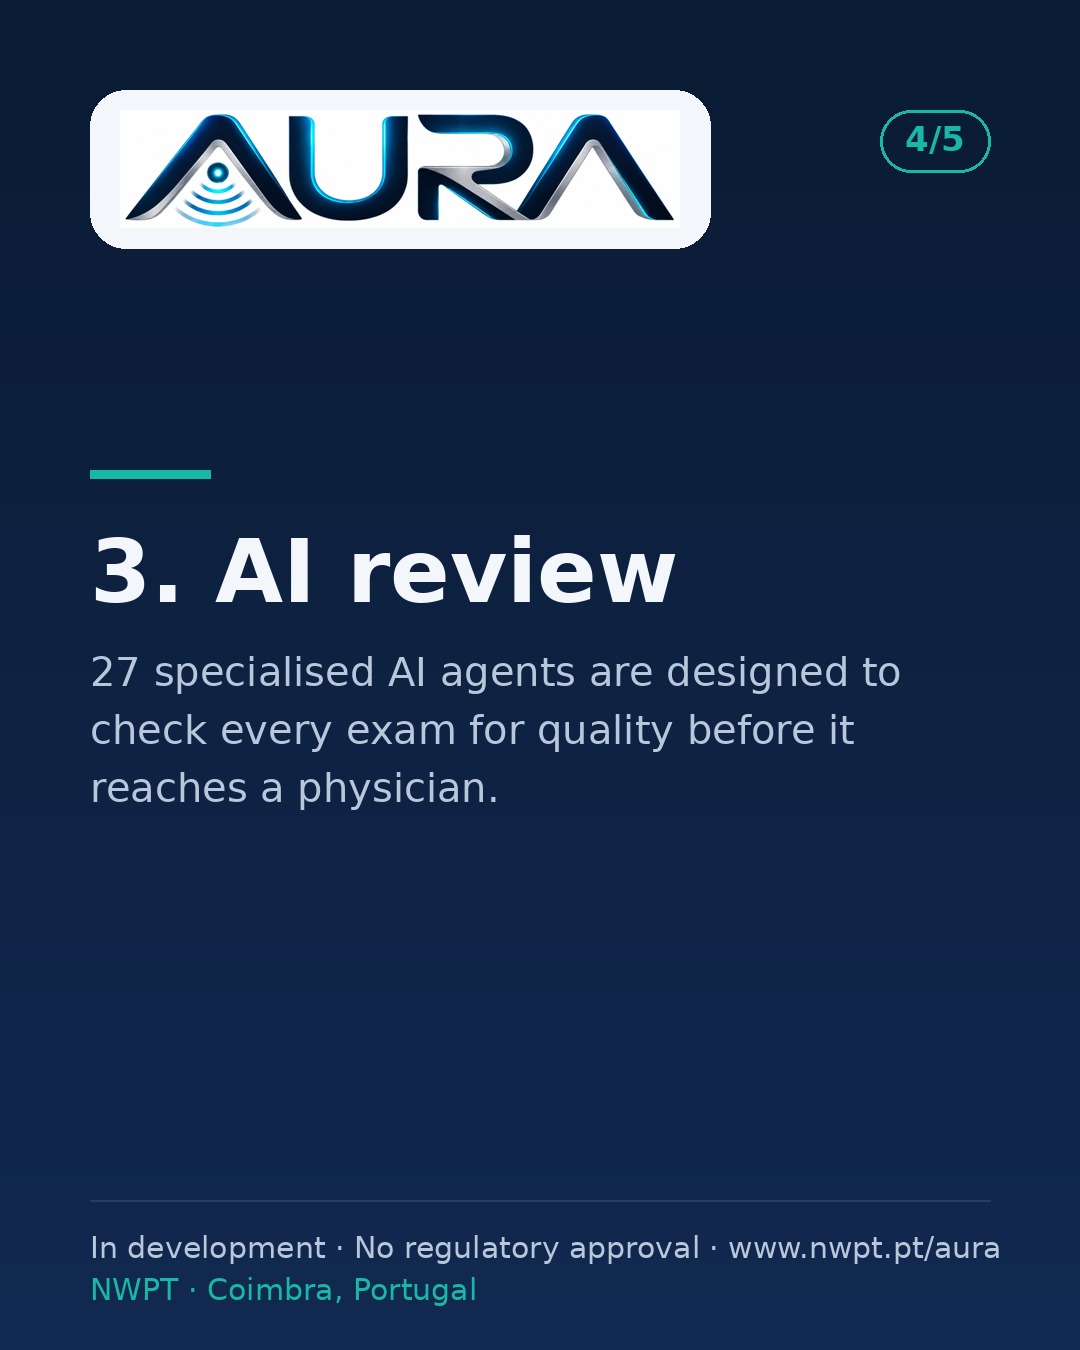 AURA
4/5
3. AI review
27 specialised AI agents are designed to
check every exam for quality before it
reaches a physician.
In development · No regulatory approval · www.nwpt.pt/aura
NWPT · Coimbra, Portugal